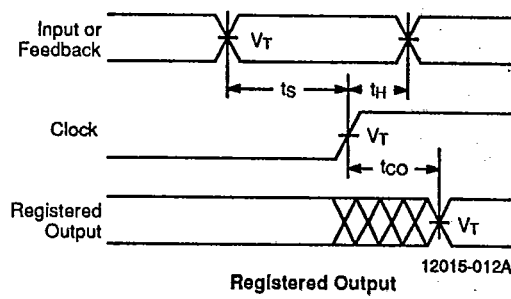 Input or
Feedback
VT
tS
tH
Clock
VT
tCO
Registered
Output
VT
12015-012A
Registered Output